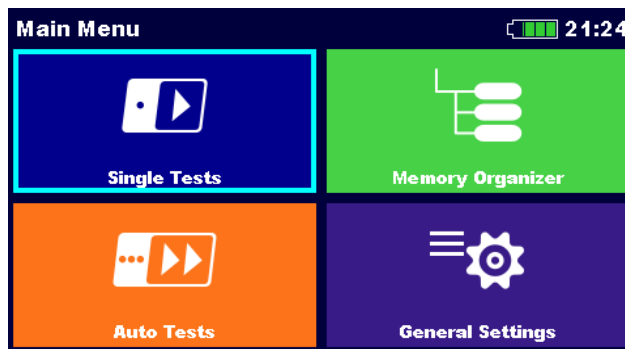 Main Menu 21:24
Single Tests Memory Organizer
Auto Tests General Settings